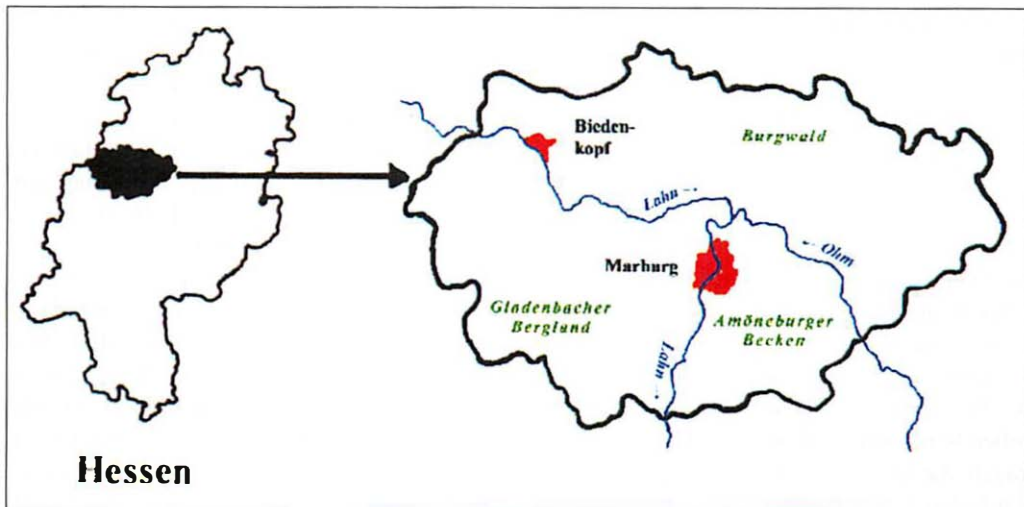 Bieden-
kopf
Burgwald
Lahn →
← Ohm
Marburg
Gladenbacher
Bergland
Amöneburger
Becken
Lahn →
Hessen